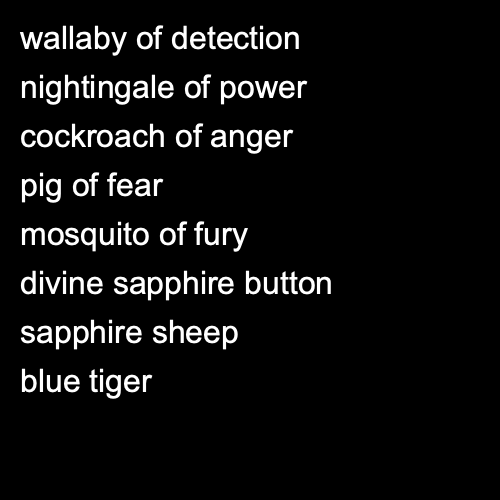 wallaby of detection
nightingale of power
cockroach of anger
pig of fear
mosquito of fury
divine sapphire button
sapphire sheep
blue tiger